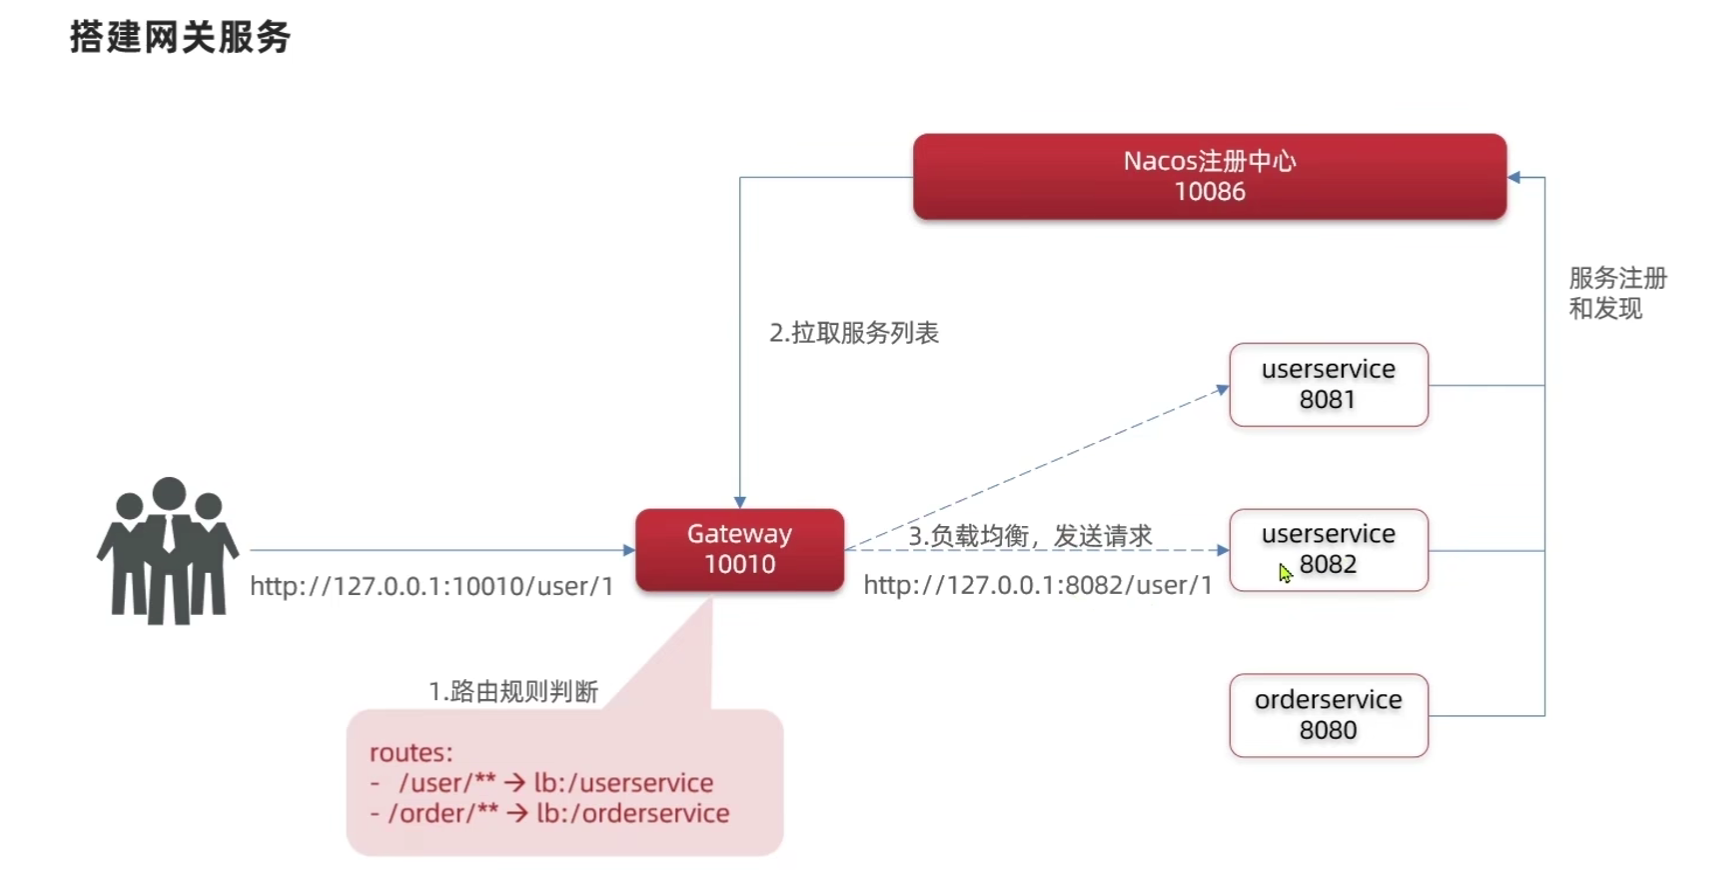 搭建网关服务
Nacos注册中心
10086
服务注册
和发现
2.拉取服务列表
userservice
8081
Gateway
10010
3.负载均衡，发送请求
userservice
8082
http://127.0.0.1:10010/user/1
http://127.0.0.1:8082/user/1
1.路由规则判断
orderservice
8080
routes:
- /user/** → lb:/userservice
- /order/** → lb:/orderservice